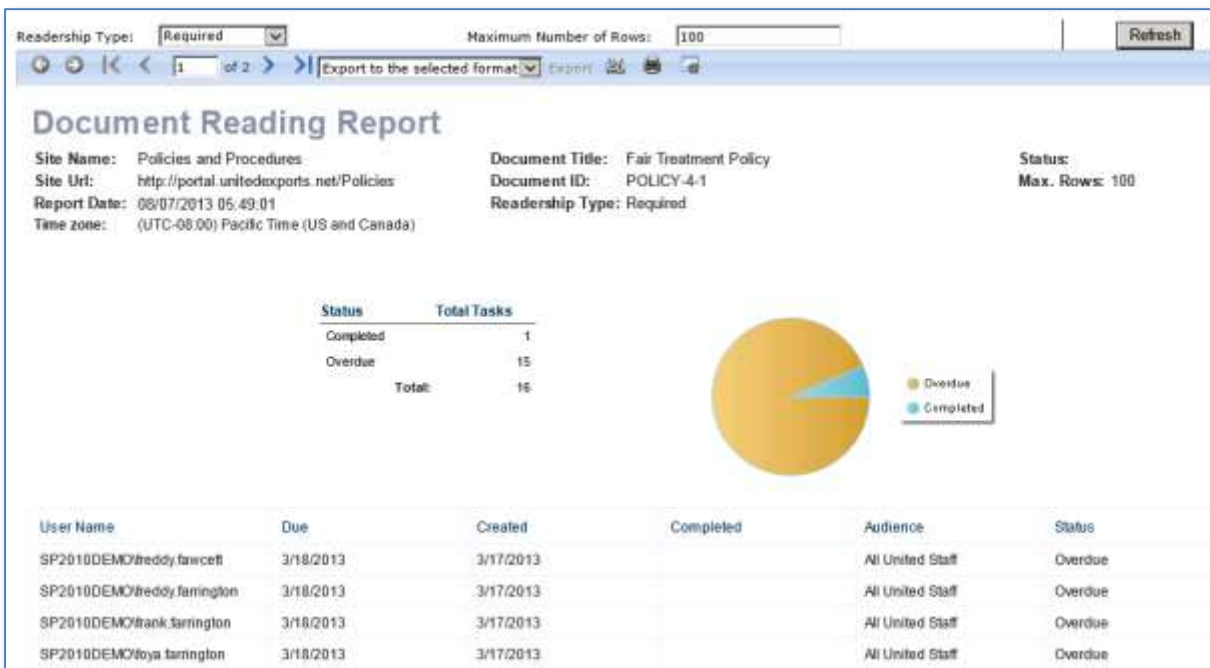 Readership Type: Required Maximum Number of Rows: 100 Refresh
1 of 2 Export to the selected format Export
Document Reading Report
Site Name: Policies and Procedures Document Title: Fair Treatment Policy Status:
Site Url: http://portal.unitedexports.net/Policies Document ID: POLICY-4-1 Max. Rows: 100
Report Date: 08/07/2013 05:49:01 Readership Type: Required
Time zone: (UTC-08:00) Pacific Time (US and Canada)
Status Total Tasks
Completed 1
Overdue 15
Total: 16
Overdue
Completed
User Name Due Created Completed Audience Status
SP2010DEMO\freddy.fawcett 3/18/2013 3/17/2013 All United Staff Overdue
SP2010DEMO\freddy.farrington 3/18/2013 3/17/2013 All United Staff Overdue
SP2010DEMO\frank.farrington 3/18/2013 3/17/2013 All United Staff Overdue
SP2010DEMO\foya.farrington 3/18/2013 3/17/2013 All United Staff Overdue